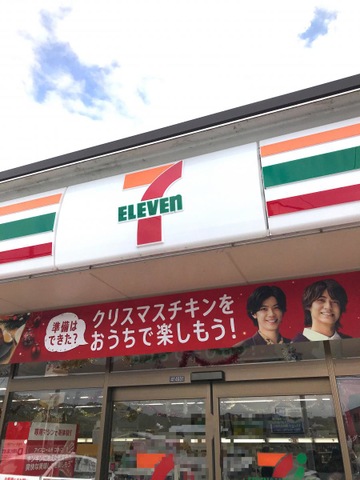 7
ELEVEn
準備は
できた?
クリスマスチキンを
おうちで楽しもう!